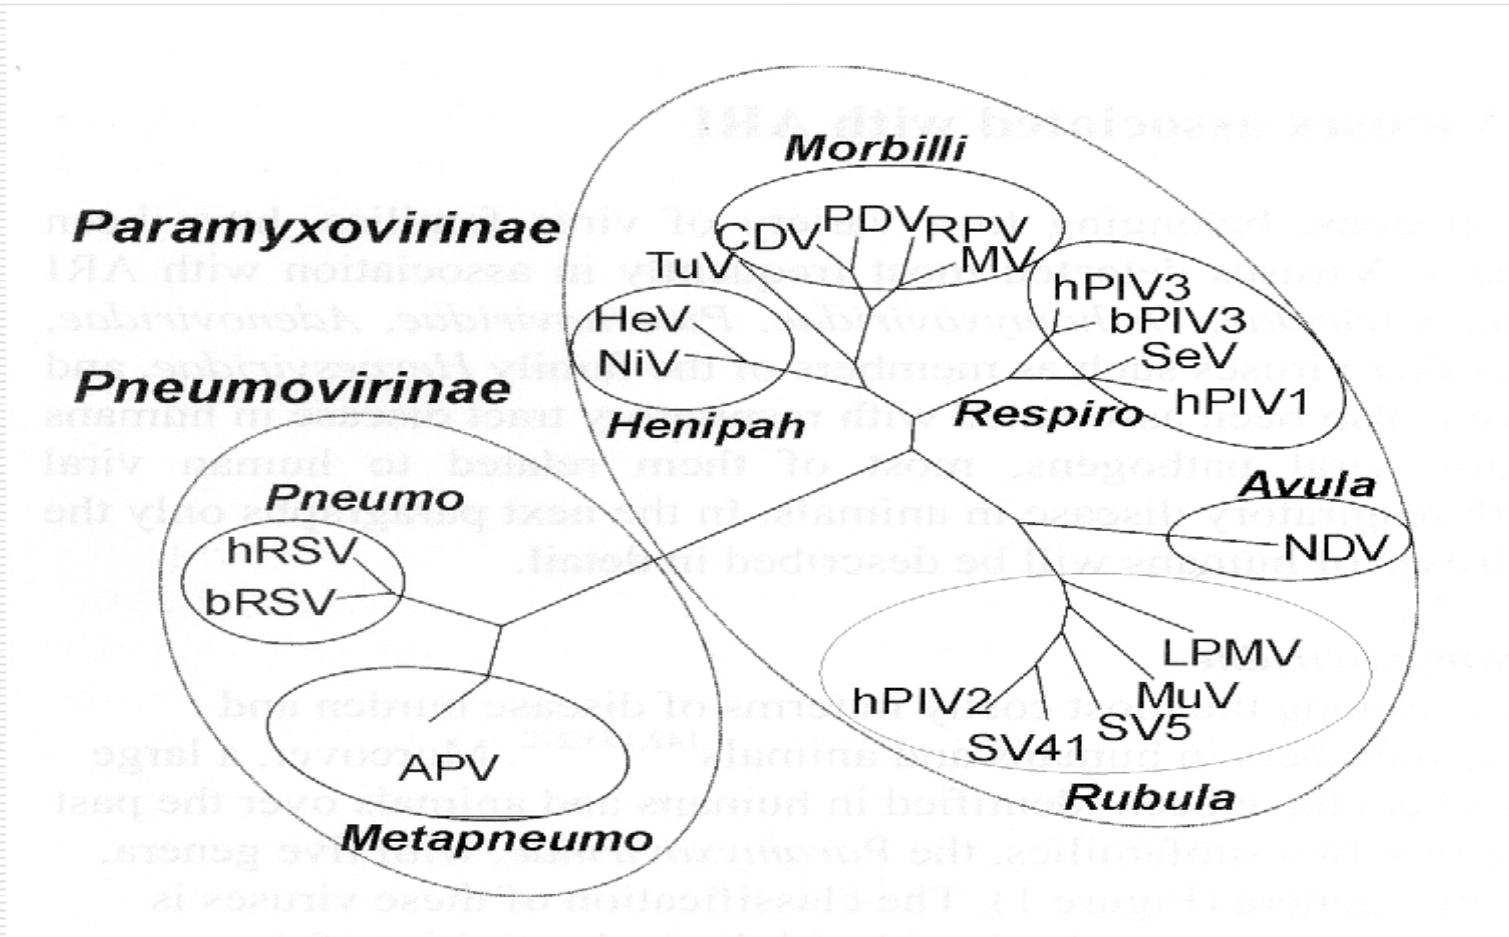 Morbilli
Paramyxovirinae
CDV
PDV
RPV
TuV
MV
HeV
NiV
Henipah
hPIV3
bPIV3
SeV
hPIV1
Respiro
Pneumovirinae
Pneumo
hRSV
bRSV
APV
Metapneumo
Avula
NDV
LPMV
MuV
SV5
SV41
hPIV2
Rubula